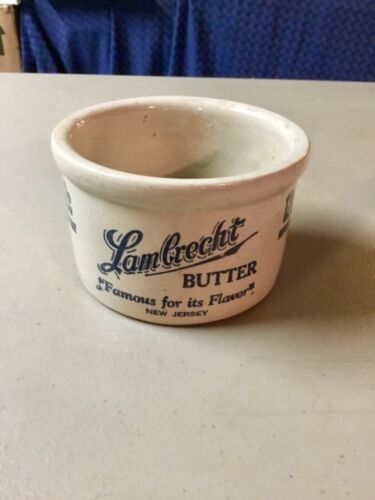 Lambrecht
BUTTER
"Famous for its Flavor".
NEW JERSEY